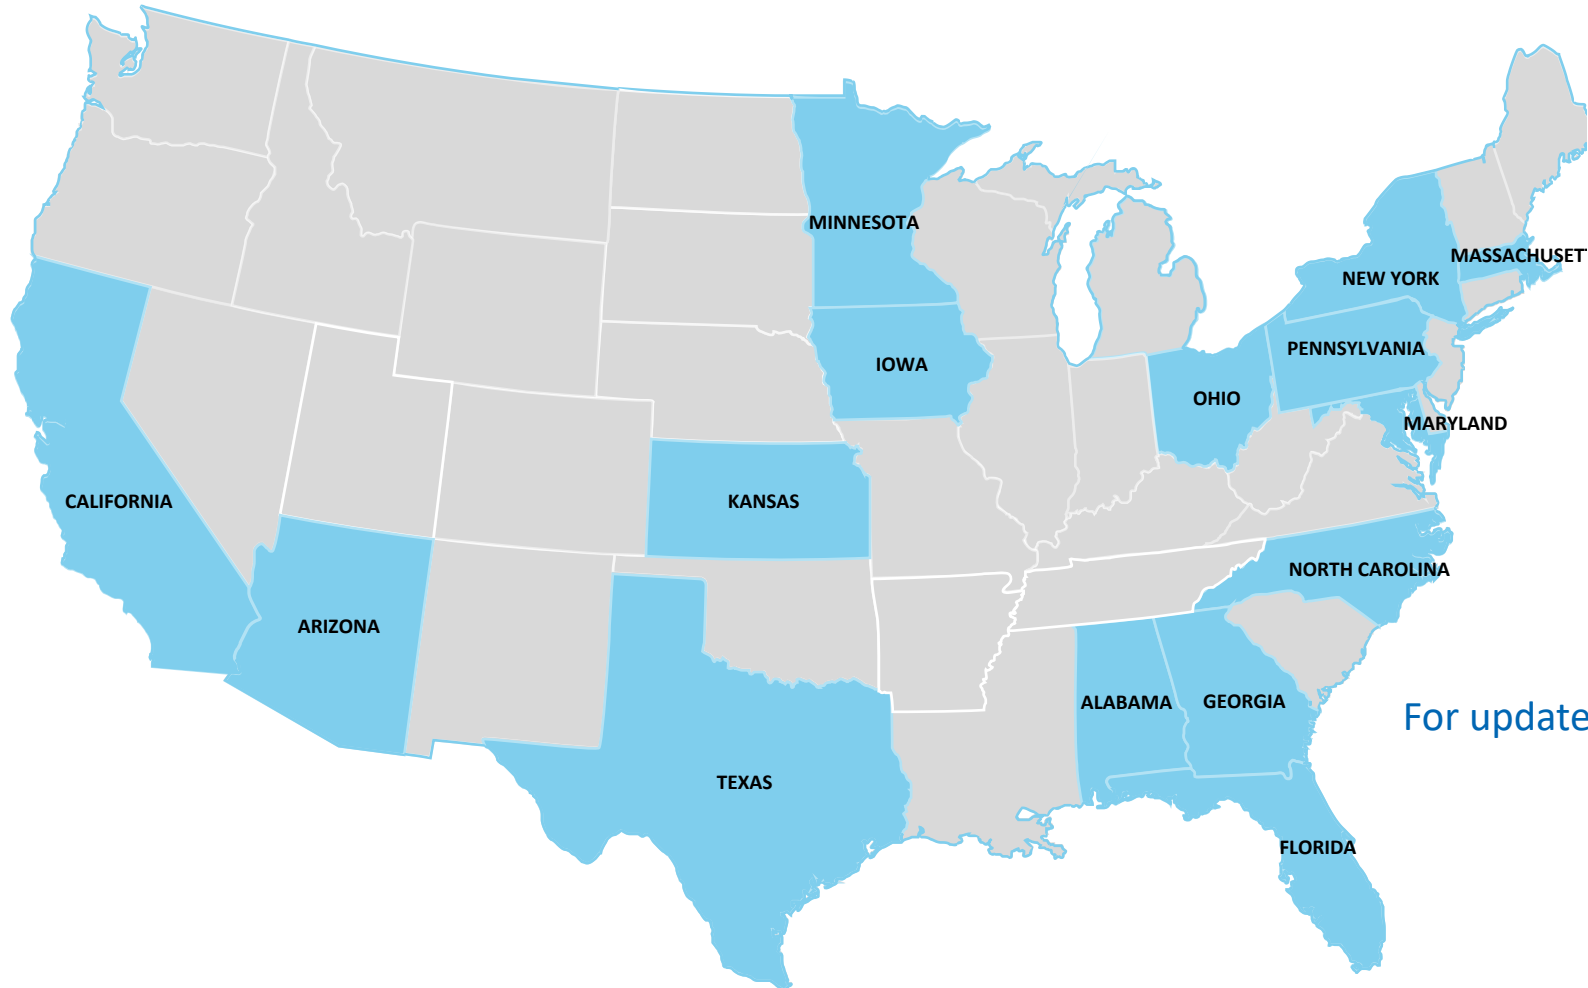 MINNESOTA
MASSACHUSETT
NEW YORK
PENNSYLVANIA
IOWA
OHIO
MARYLAND
CALIFORNIA
KANSAS
NORTH CAROLINA
ARIZONA
ALABAMA
GEORGIA
For update
TEXAS
FLORIDA